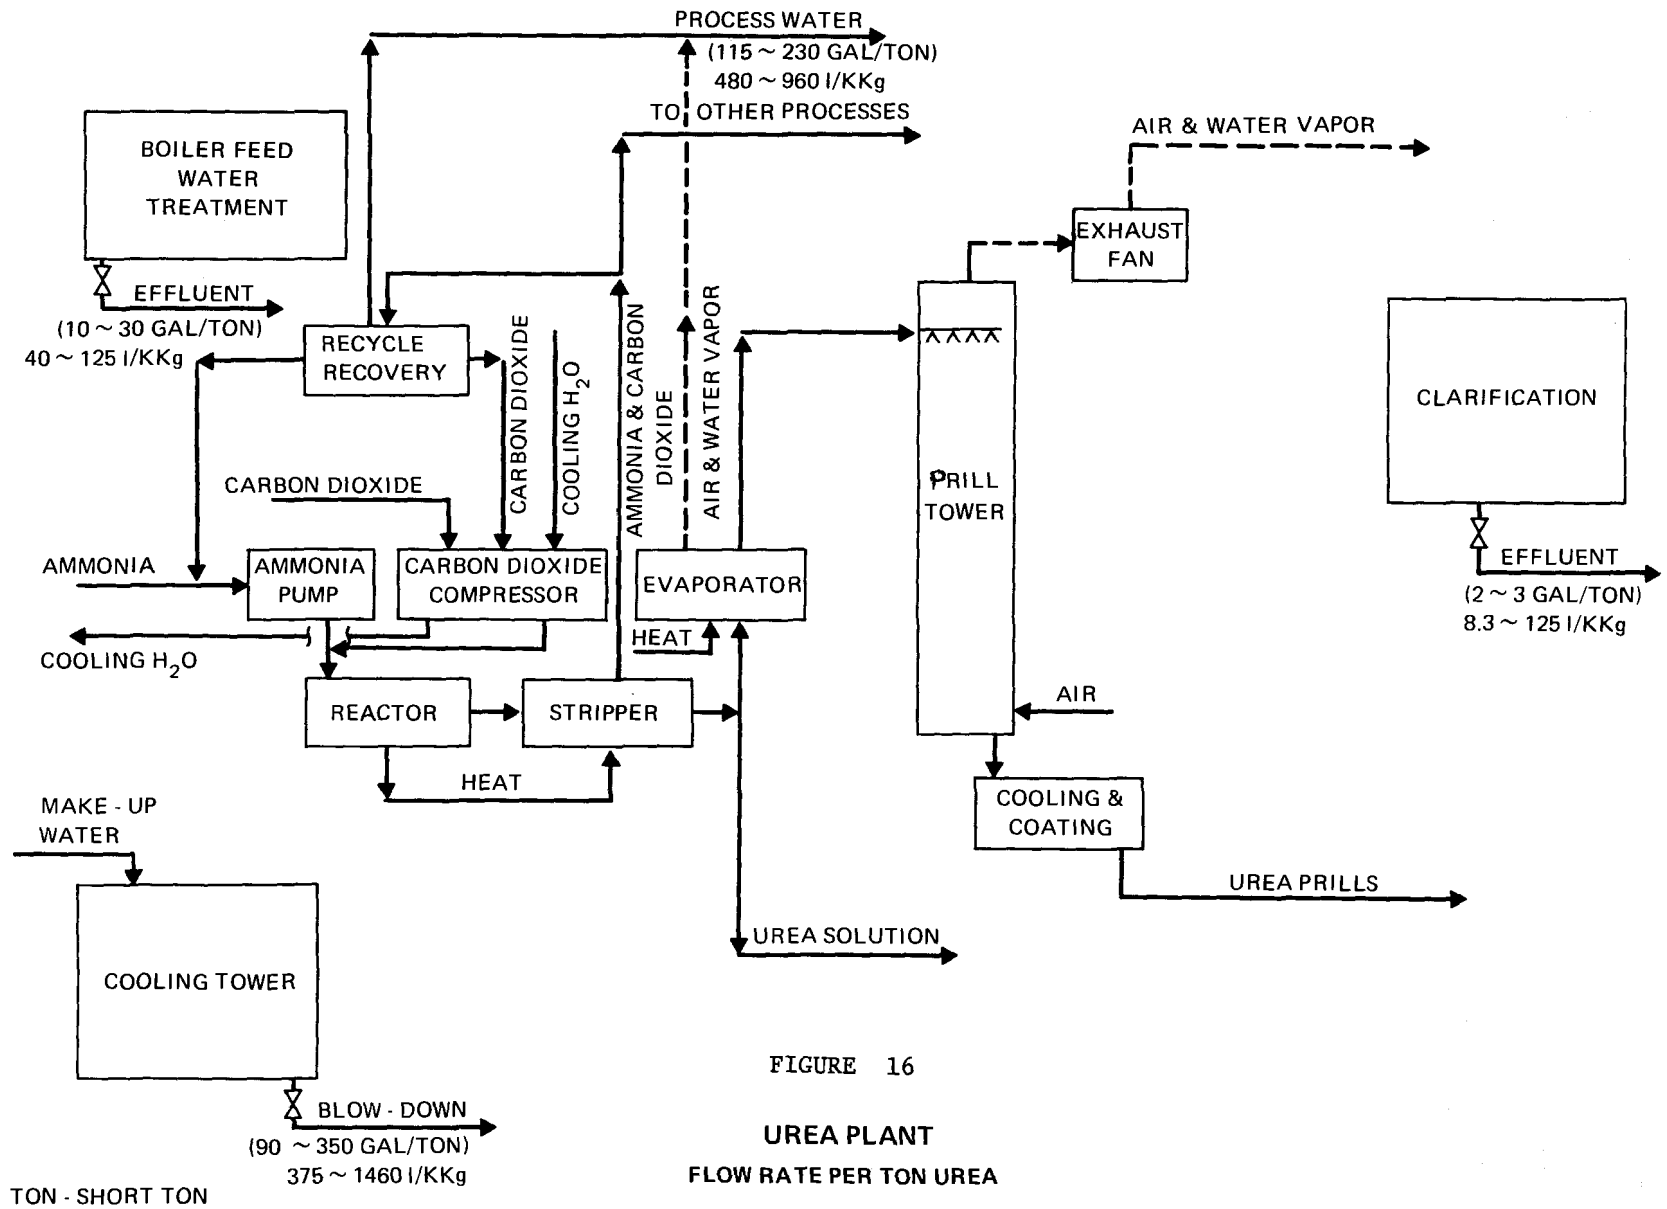 PROCESS WATER
(115 ~ 230 GAL/TON)
480 ~ 960 l/KKg
TO OTHER PROCESSES
AIR & WATER VAPOR
BOILER FEED
WATER
TREATMENT
EXHAUST
FAN
EFFLUENT
(10 ~ 30 GAL/TON)
40 ~ 125 l/KKg
RECYCLE
RECOVERY
CARBON DIOXIDE
COOLING H2O
AMMONIA & CARBON
DIOXIDE
AIR & WATER VAPOR
CLARIFICATION
PRILL
TOWER
CARBON DIOXIDE
AMMONIA
AMMONIA
PUMP
CARBON DIOXIDE
COMPRESSOR
EVAPORATOR
EFFLUENT
(2 ~ 3 GAL/TON)
8.3 ~ 125 l/KKg
HEAT
COOLING H2O
REACTOR
STRIPPER
AIR
HEAT
COOLING &
COATING
MAKE - UP
WATER
UREA PRILLS
UREA SOLUTION
COOLING TOWER
BLOW - DOWN
(90 ~ 350 GAL/TON)
375 ~ 1460 l/KKg
FIGURE 16
UREA PLANT
FLOW RATE PER TON UREA
TON - SHORT TON